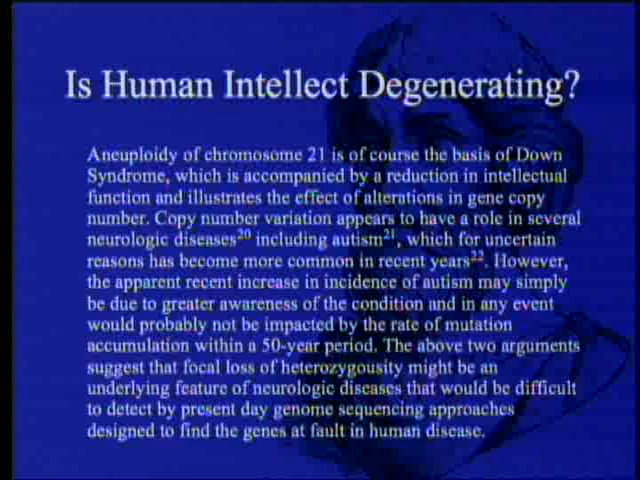 Is Human Intellect Degenerating?
Aneuploidy of chromosome 21 is of course the basis of Down
Syndrome, which is accompanied by a reduction in intellectual
function and illustrates the effect of alterations in gene copy
number. Copy number variation appears to have a role in several
neurologic diseases²⁰ including autism²¹, which for uncertain
reasons has become more common in recent years²². However,
the apparent recent increase in incidence of autism may simply
be due to greater awareness of the condition and in any event
would probably not be impacted by the rate of mutation
accumulation within a 50-year period. The above two arguments
suggest that focal loss of heterozygousity might be an
underlying feature of neurologic diseases that would be difficult
to detect by present day genome sequencing approaches
designed to find the genes at fault in human disease.